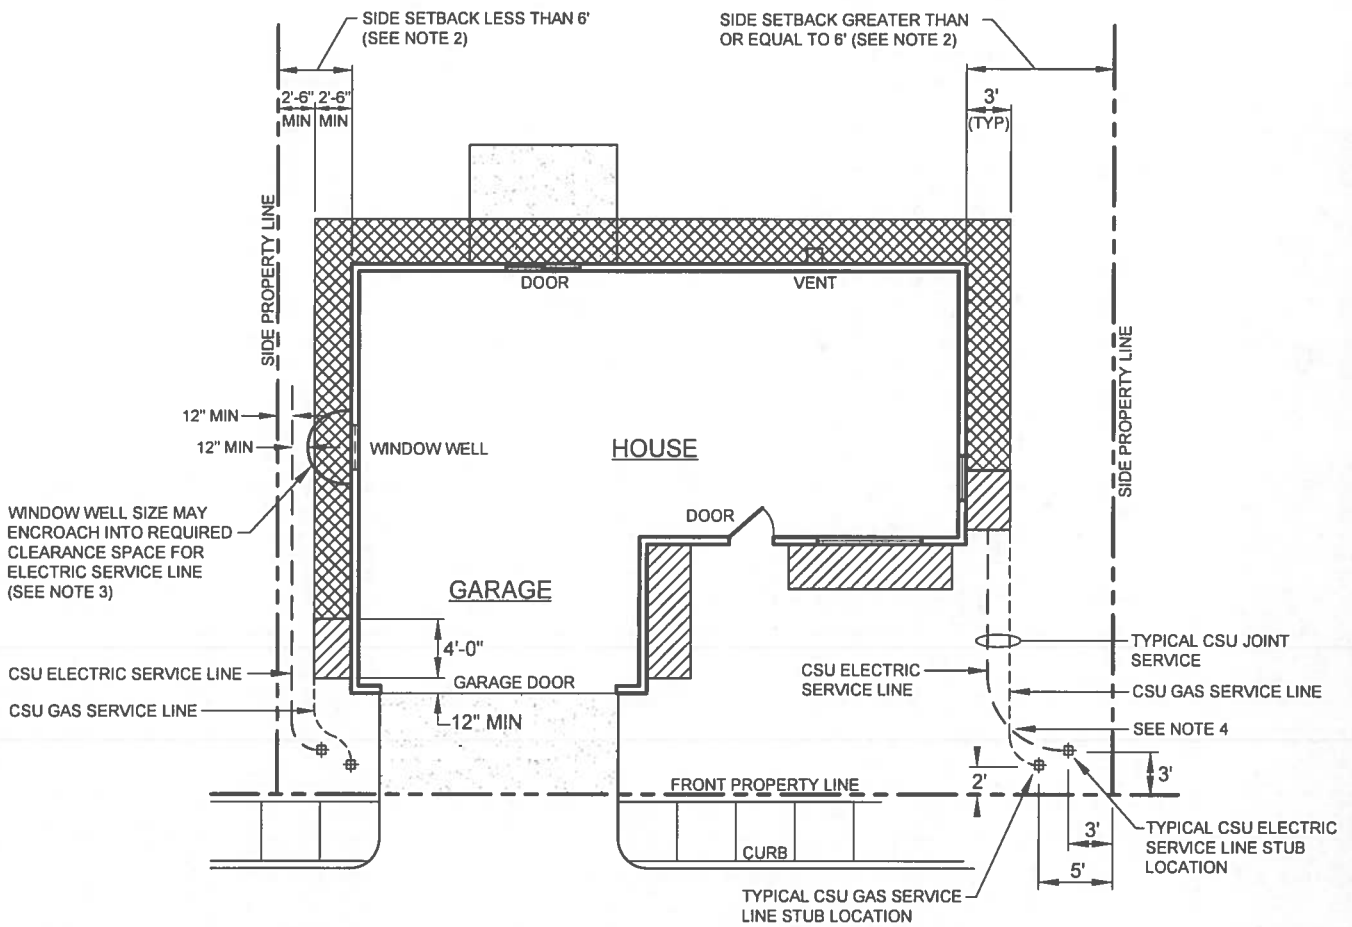 SIDE SETBACK LESS THAN 6'
(SEE NOTE 2)
SIDE SETBACK GREATER THAN
OR EQUAL TO 6' (SEE NOTE 2)
2'-6" 2'-6"
MIN MIN
3'
(TYP)
SIDE PROPERTY LINE
DOOR
VENT
SIDE PROPERTY LINE
12" MIN
12" MIN
WINDOW WELL
HOUSE
WINDOW WELL SIZE MAY
ENCROACH INTO REQUIRED
CLEARANCE SPACE FOR
ELECTRIC SERVICE LINE
(SEE NOTE 3)
DOOR
GARAGE
4'-0"
GARAGE DOOR
12" MIN
CSU ELECTRIC SERVICE LINE
CSU GAS SERVICE LINE
CSU ELECTRIC
SERVICE LINE
TYPICAL CSU JOINT
SERVICE
CSU GAS SERVICE LINE
SEE NOTE 4
FRONT PROPERTY LINE
2'
3'
3'
5'
TYPICAL CSU ELECTRIC
SERVICE LINE STUB
LOCATION
CURB
TYPICAL CSU GAS SERVICE
LINE STUB LOCATION